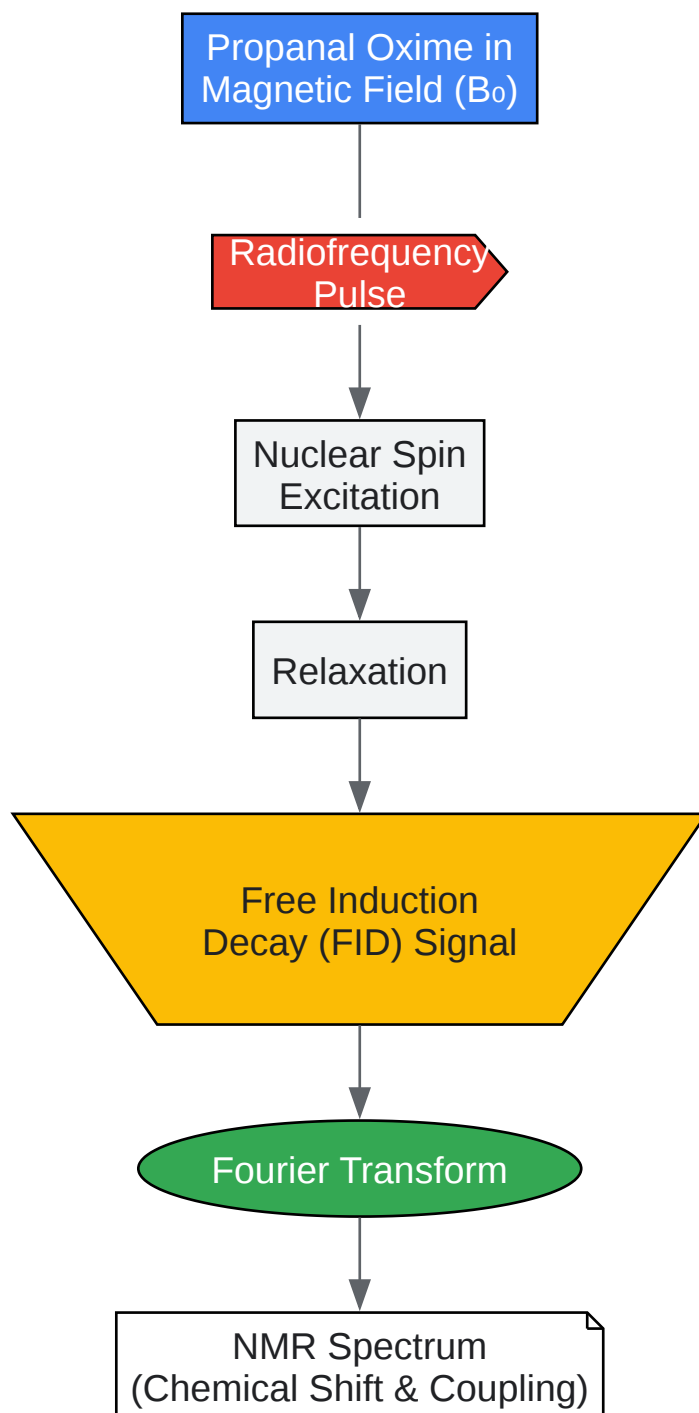 Propanal Oxime in
Magnetic Field (B₀)
Radiofrequency
Pulse
Nuclear Spin
Excitation
Relaxation
Free Induction
Decay (FID) Signal
Fourier Transform
NMR Spectrum
(Chemical Shift & Coupling)